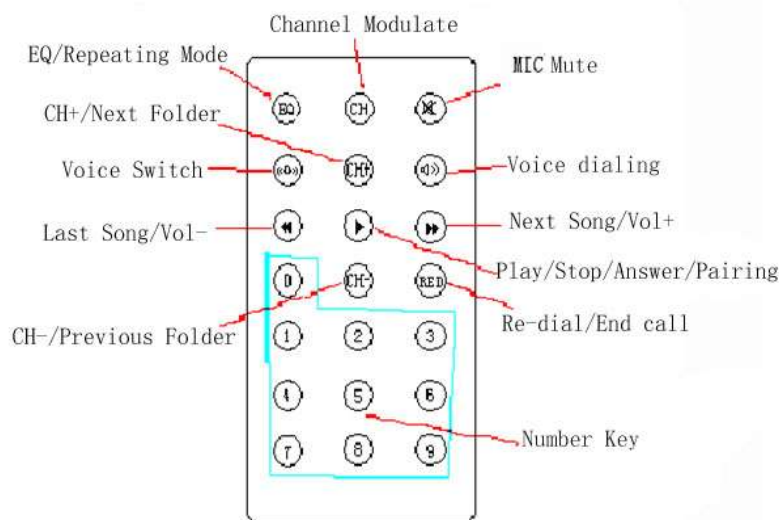 Channel Modulate
EQ/Repeating Mode
MIC Mute
EQ CH
CH+/Next Folder
Voice Switch
CH+
Voice dialing
Last Song/Vol-
Next Song/Vol+
Play/Stop/Answer/Pairing
0 CH- RED
Re-dial/End call
CH-/Previous Folder
1 2 3
4 5 6
Number Key
7 8 9